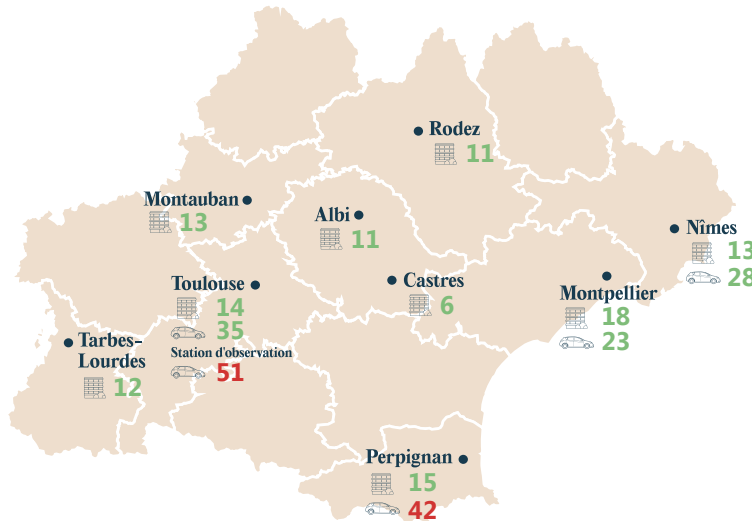 Rodez
11
Montauban
13
Albi
11
Nîmes
13
28
Toulouse
14
35
Station d'observation
51
Castres
6
Montpellier
18
23
Tarbes-
Lourdes
12
Perpignan
15
42